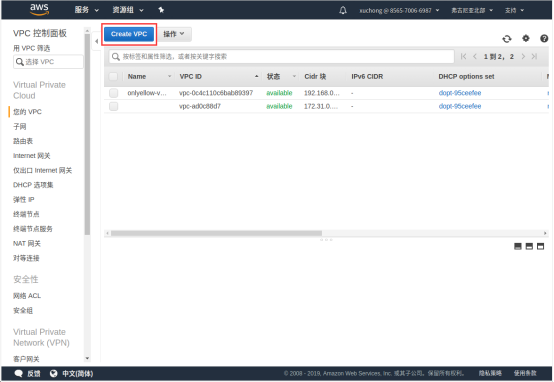 aws
服务
资源组
xuchong @ 8565-7006-6987
弗吉尼亚北部
支持
VPC 控制面板
用 VPC 筛选
选择 VPC
Virtual Private
Cloud
您的 VPC
子网
路由表
Internet 网关
仅出口 Internet 网关
DHCP 选项集
弹性 IP
终端节点
终端节点服务
NAT 网关
对等连接
安全性
网络 ACL
安全组
Virtual Private
Network (VPN)
客户网关
Create VPC
操作
按标签和属性筛选，或者按关键字搜索
1 到 2，2
Name VPC ID 状态 Cidr 块 IPv6 CIDR DHCP options set
onlyellow-v... vpc-0c4c110c6bab89397 available 192.168.0... - dopt-95ceefee
vpc-ad0c88d7 available 172.31.0.... - dopt-95ceefee
反馈
中文(简体)
© 2008 - 2019, Amazon Web Services, Inc. 或其子公司。保留所有权利。
隐私策略
使用条款